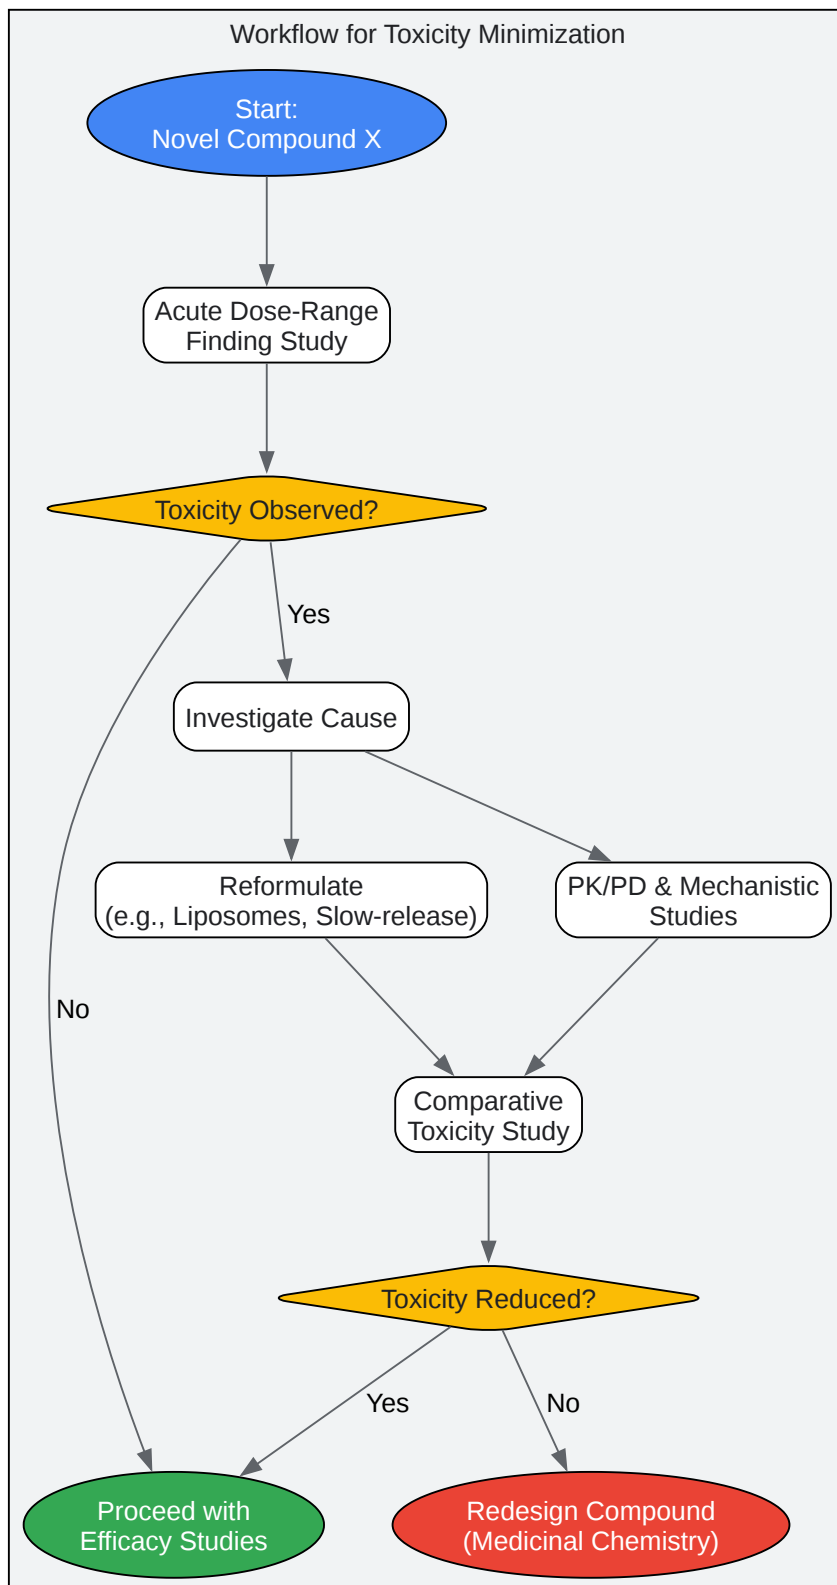 Workflow for Toxicity Minimization
Start:
Novel Compound X
Acute Dose-Range
Finding Study
Toxicity Observed?
Yes
Investigate Cause
Reformulate
(e.g., Liposomes, Slow-release)
PK/PD & Mechanistic
Studies
No
Comparative
Toxicity Study
Toxicity Reduced?
Yes
No
Proceed with
Efficacy Studies
Redesign Compound
(Medicinal Chemistry)